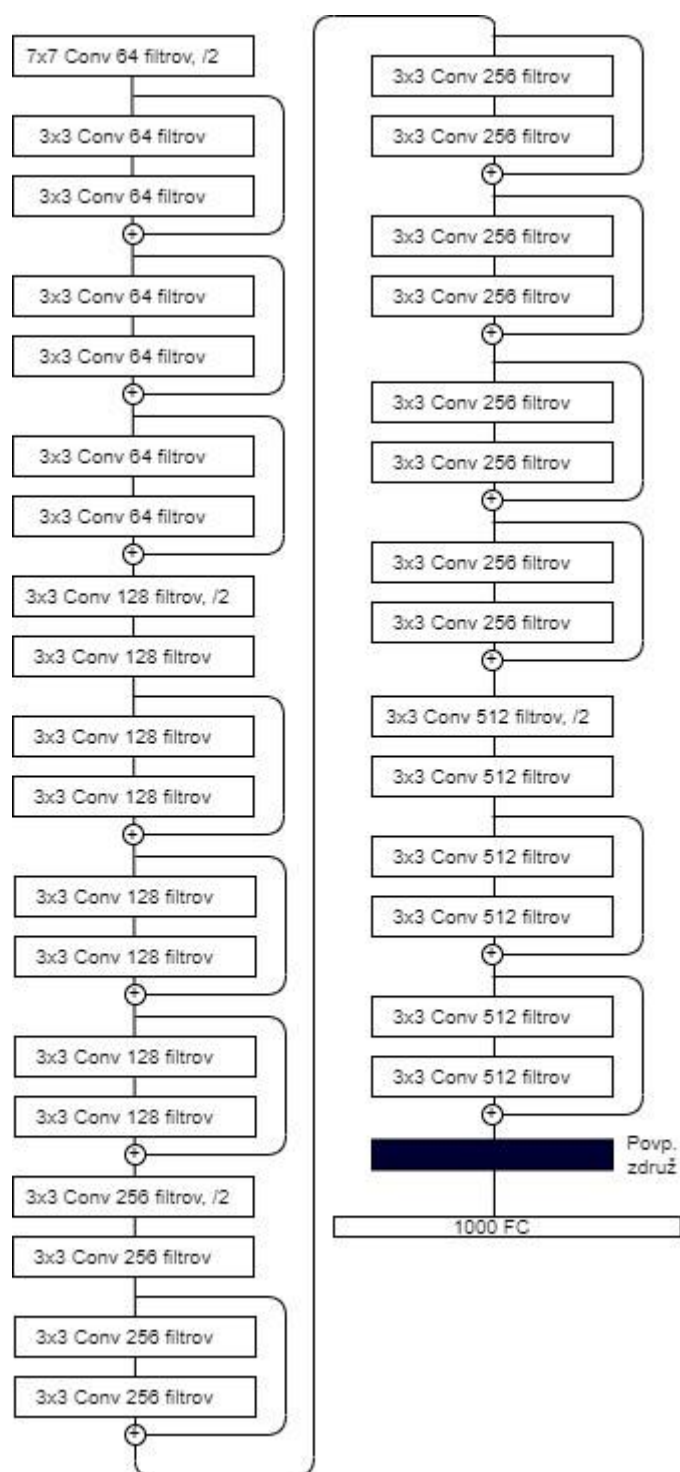 7x7 Conv 64 filtrov, /2
3x3 Conv 64 filtrov
3x3 Conv 64 filtrov
+
3x3 Conv 64 filtrov
3x3 Conv 64 filtrov
+
3x3 Conv 64 filtrov
3x3 Conv 64 filtrov
+
3x3 Conv 128 filtrov, /2
3x3 Conv 128 filtrov
3x3 Conv 128 filtrov
3x3 Conv 128 filtrov
+
3x3 Conv 128 filtrov
3x3 Conv 128 filtrov
+
3x3 Conv 128 filtrov
3x3 Conv 128 filtrov
+
3x3 Conv 256 filtrov, /2
3x3 Conv 256 filtrov
3x3 Conv 256 filtrov
3x3 Conv 256 filtrov
+
3x3 Conv 256 filtrov
3x3 Conv 256 filtrov
+
3x3 Conv 256 filtrov
3x3 Conv 256 filtrov
+
3x3 Conv 256 filtrov
3x3 Conv 256 filtrov
+
3x3 Conv 256 filtrov
3x3 Conv 256 filtrov
+
3x3 Conv 512 filtrov, /2
3x3 Conv 512 filtrov
3x3 Conv 512 filtrov
3x3 Conv 512 filtrov
+
3x3 Conv 512 filtrov
3x3 Conv 512 filtrov
+
Povp.
združ
1000 FC